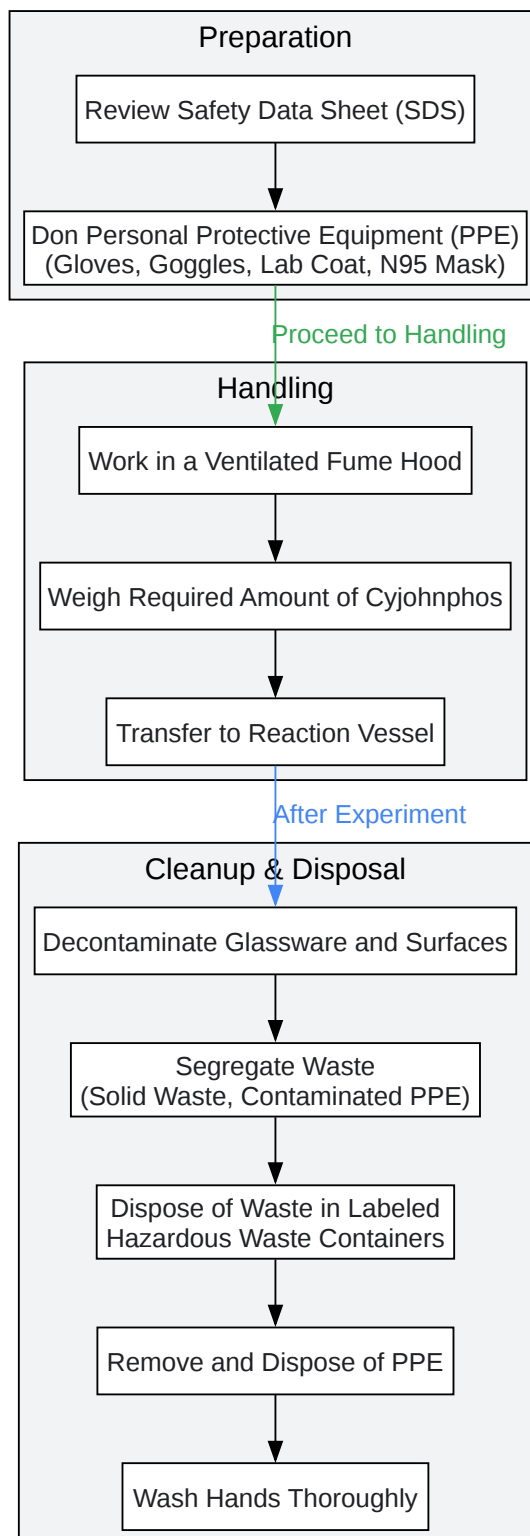 Preparation
Review Safety Data Sheet (SDS)
Don Personal Protective Equipment (PPE)
(Gloves, Goggles, Lab Coat, N95 Mask)
Proceed to Handling
Handling
Work in a Ventilated Fume Hood
Weigh Required Amount of Cyjohnphos
Transfer to Reaction Vessel
After Experiment
Cleanup & Disposal
Decontaminate Glassware and Surfaces
Segregate Waste
(Solid Waste, Contaminated PPE)
Dispose of Waste in Labeled
Hazardous Waste Containers
Remove and Dispose of PPE
Wash Hands Thoroughly